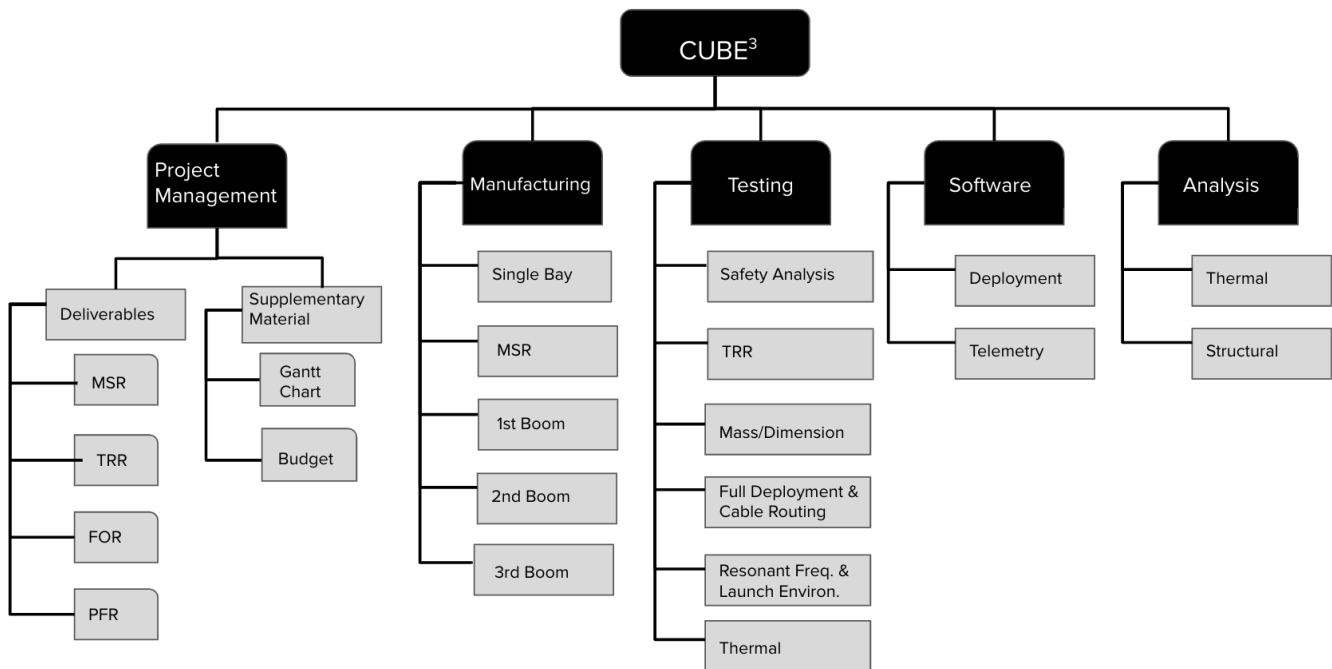 CUBE³
Project
Management
Manufacturing
Testing
Software
Analysis
Deliverables
MSR
TRR
FOR
PFR
Supplementary
Material
Gantt
Chart
Budget
Single Bay
MSR
1st Boom
2nd Boom
3rd Boom
Safety Analysis
TRR
Mass/Dimension
Full Deployment &
Cable Routing
Resonant Freq. &
Launch Environ.
Thermal
Deployment
Telemetry
Thermal
Structural